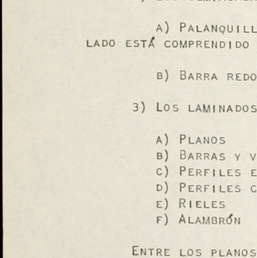 A) PALANQUILL
LADO ESTÁ COMPRENDIDO
B) BARRA REDO
3) LOS LAMINADOS
A) PLANOS
B) BARRAS Y V
C) PERFILES E
D) PERFILES C
E) RIELES
F) ALAMBRÓN
ENTRE LOS PLANOS